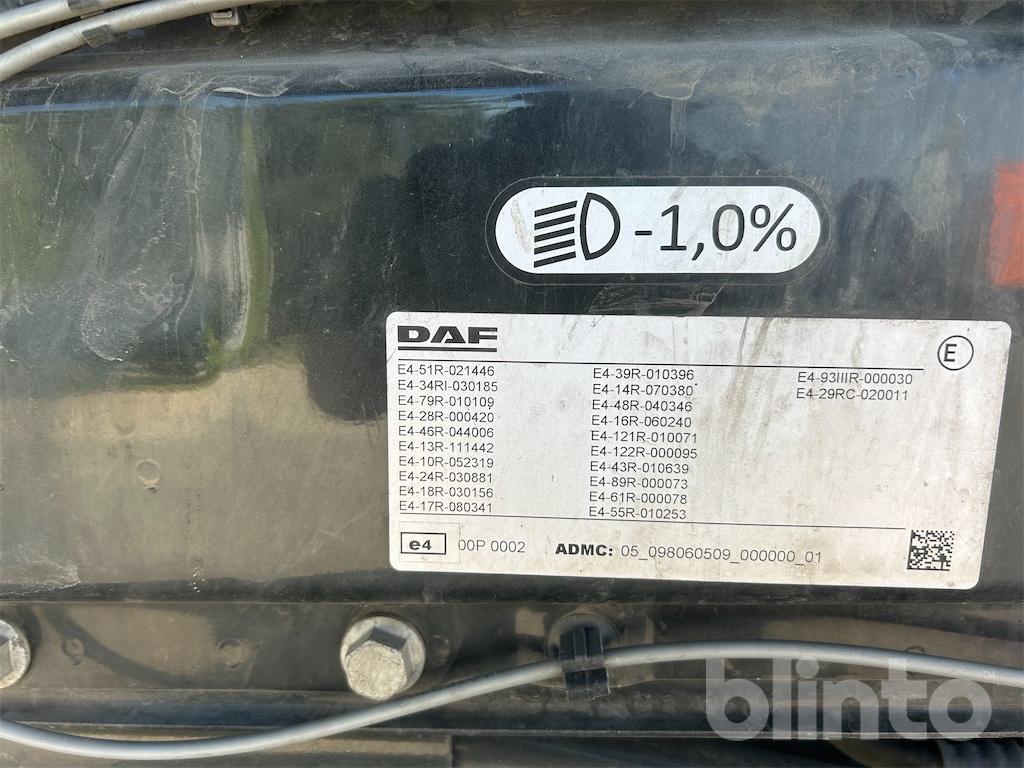 -1,0%
DAF
E
E4-51R-021446
E4-34RI-030185
E4-79R-010109
E4-28R-000420
E4-46R-044006
E4-13R-111442
E4-10R-052319
E4-24R-030881
E4-18R-030156
E4-17R-080341
E4-39R-010396
E4-14R-070380
E4-48R-040346
E4-16R-060240
E4-121R-010071
E4-122R-000095
E4-43R-010639
E4-89R-000073
E4-61R-000078
E4-55R-010253
E4-93IIIR-000030
E4-29RC-020011
e4 00P 0002 ADMC: 05_098060509_000000_01
blinto